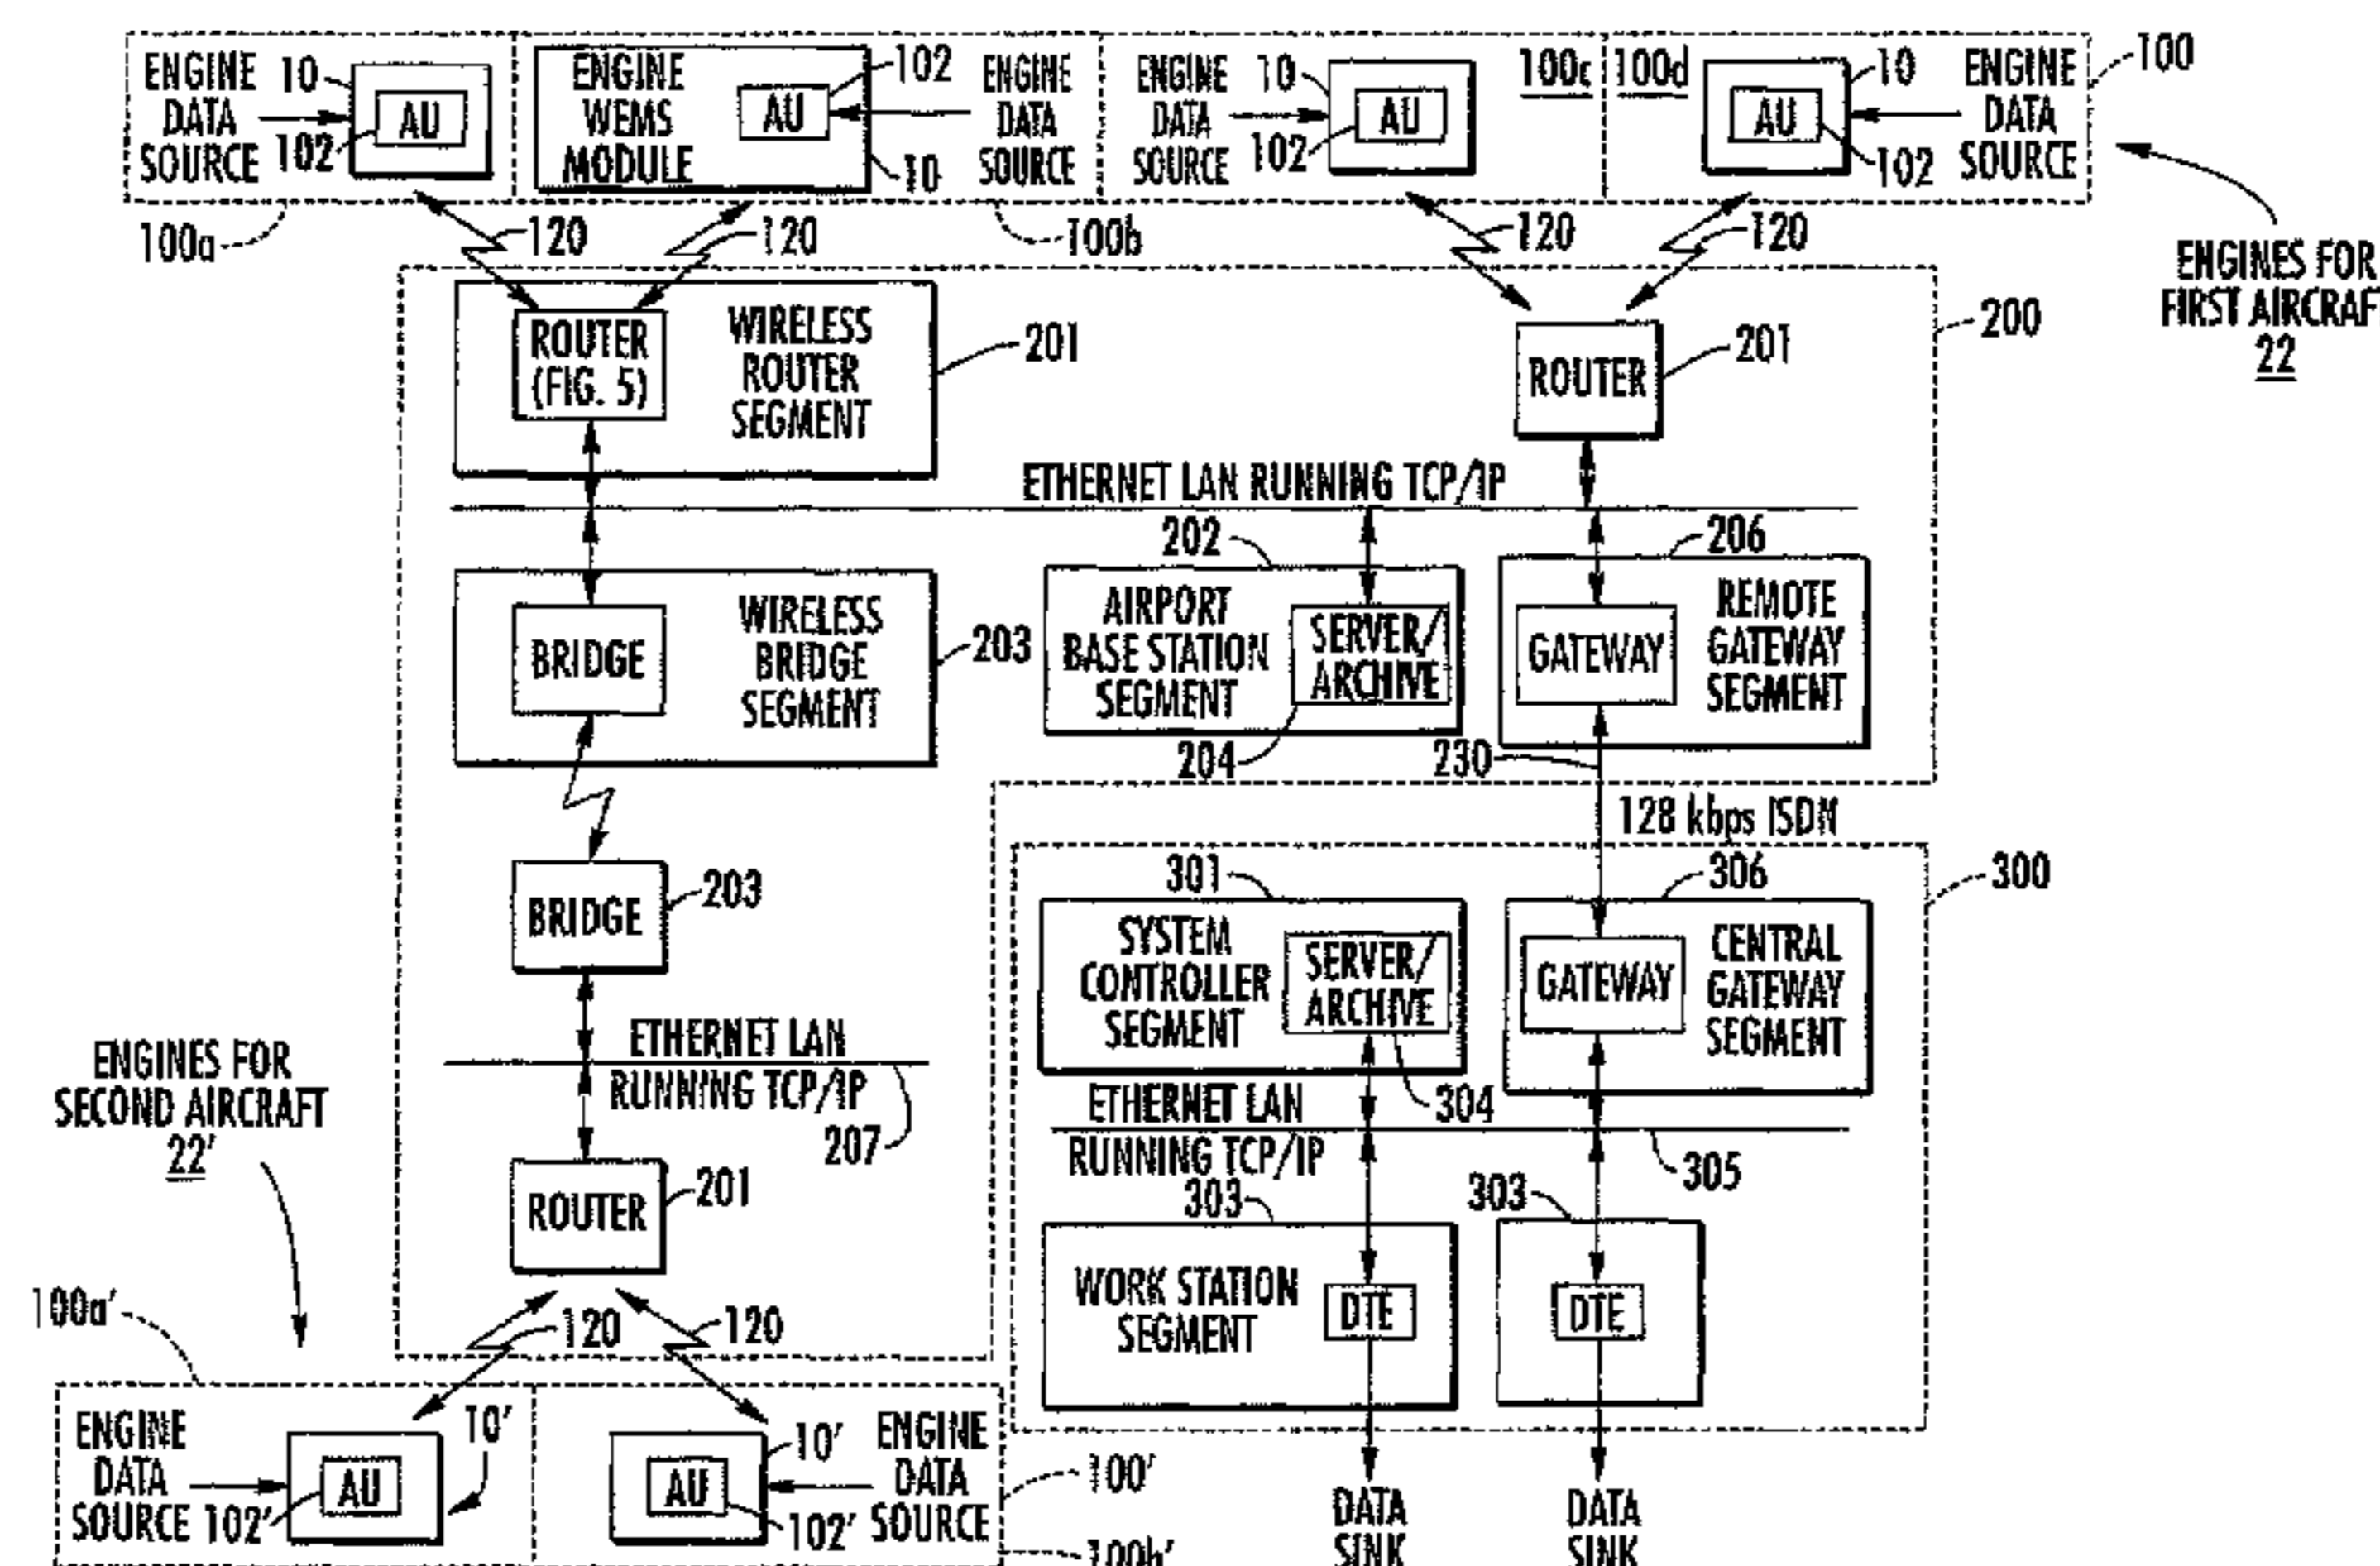 ENGINE
DATA
SOURCE
10
102
AU
ENGINE
WEMS
MODULE
AU
102
10
ENGINE
DATA
SOURCE
ENGINE
DATA
SOURCE
10
102
AU
100c
100d
AU
10
102
ENGINE
DATA
SOURCE
100
100a
120
120
100b
120
120
ENGINES FOR
FIRST AIRCRAF
22
200
ROUTER
(FIG. 5)
WIRELESS
ROUTER
SEGMENT
201
ROUTER
201
ETHERNET LAN RUNNING TCP/IP
BRIDGE
WIRELESS
BRIDGE
SEGMENT
203
202
AIRPORT
BASE STATION
SEGMENT
SERVER/
ARCHIVE
204
206
GATEWAY
REMOTE
GATEWAY
SEGMENT
230
128 kbps ISDN
BRIDGE
203
301
SYSTEM
CONTROLLER
SEGMENT
SERVER/
ARCHIVE
304
306
GATEWAY
CENTRAL
GATEWAY
SEGMENT
300
ETHERNET LAN
RUNNING TCP/IP
207
ETHERNET LAN
RUNNING TCP/IP
305
ENGINES FOR
SECOND AIRCRAFT
22'
ROUTER
201
303
WORK STATION
SEGMENT
DTE
303
DTE
100a'
120
120
ENGINE
DATA
SOURCE
102'
AU
10'
AU
10'
102'
ENGINE
DATA
SOURCE
100'
100b'
DATA
SINK
DATA
SINK